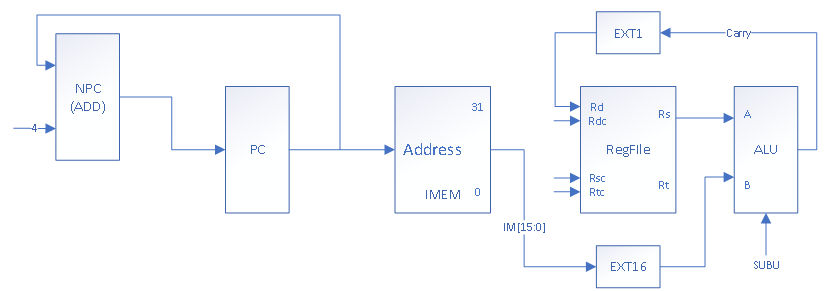 EXT1
Carry
NPC
(ADD)
4
PC
31
Address
IMEM
0
Rd
Rdc
Rs
RegFIle
Rsc
Rtc
Rt
A
ALU
B
IM[15:0]
EXT16
SUBU